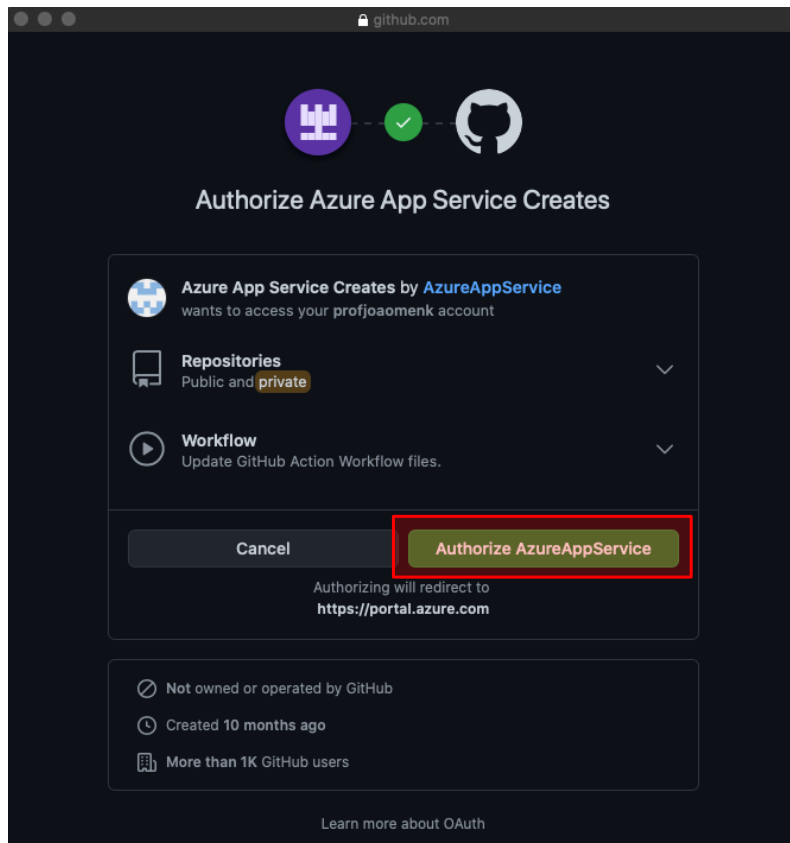 github.com
Authorize Azure App Service Creates
Azure App Service Creates by AzureAppService
wants to access your profjoaomenk account
Repositories
Public and private
Workflow
Update GitHub Action Workflow files.
Cancel
Authorize AzureAppService
Authorizing will redirect to
https://portal.azure.com
Not owned or operated by GitHub
Created 10 months ago
More than 1K GitHub users
Learn more about OAuth